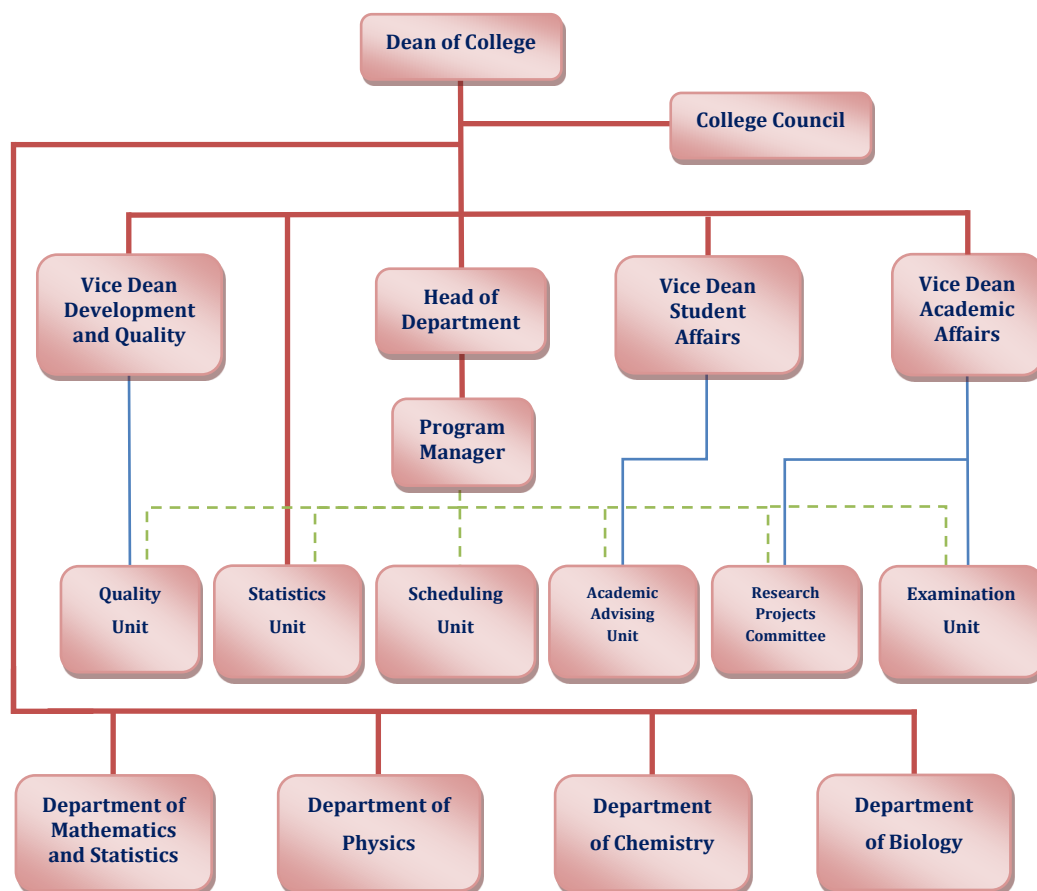 Dean of College
College Council
Vice Dean
Development
and Quality
Head of
Department
Vice Dean
Student
Affairs
Vice Dean
Academic
Affairs
Program
Manager
Quality
Unit
Statistics
Unit
Scheduling
Unit
Academic
Advising
Unit
Research
Projects
Committee
Examination
Unit
Department of
Mathematics
and Statistics
Department of
Physics
Department
of Chemistry
Department
of Biology